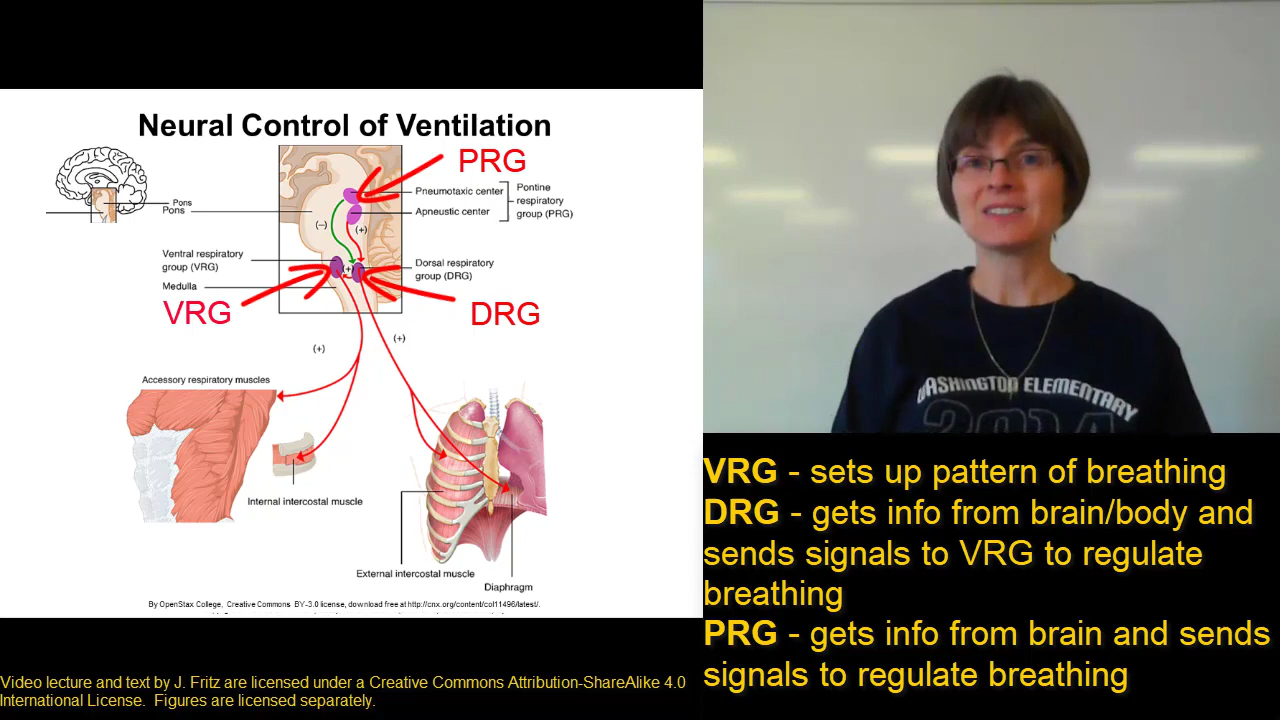 Neural Control of Ventilation
PRG
Pneumotaxic center
Apneustic center
Pontine
respiratory
group (PRG)
Pons
Pons
(–)
(+)
Ventral respiratory
group (VRG)
(+)
Dorsal respiratory
group (DRG)
Medulla
VRG
DRG
(+)
(+)
Accessory respiratory muscles
Internal intercostal muscle
External intercostal muscle
Diaphragm
By OpenStax College, Creative Commons BY-3.0 license, download free at http://cnx.org/content/col11496/latest/.
WASHINGTON ELEMENTARY
2014
VRG - sets up pattern of breathing
DRG - gets info from brain/body and
sends signals to VRG to regulate
breathing
PRG - gets info from brain and sends
signals to regulate breathing
Video lecture and text by J. Fritz are licensed under a Creative Commons Attribution-ShareAlike 4.0
International License. Figures are licensed separately.